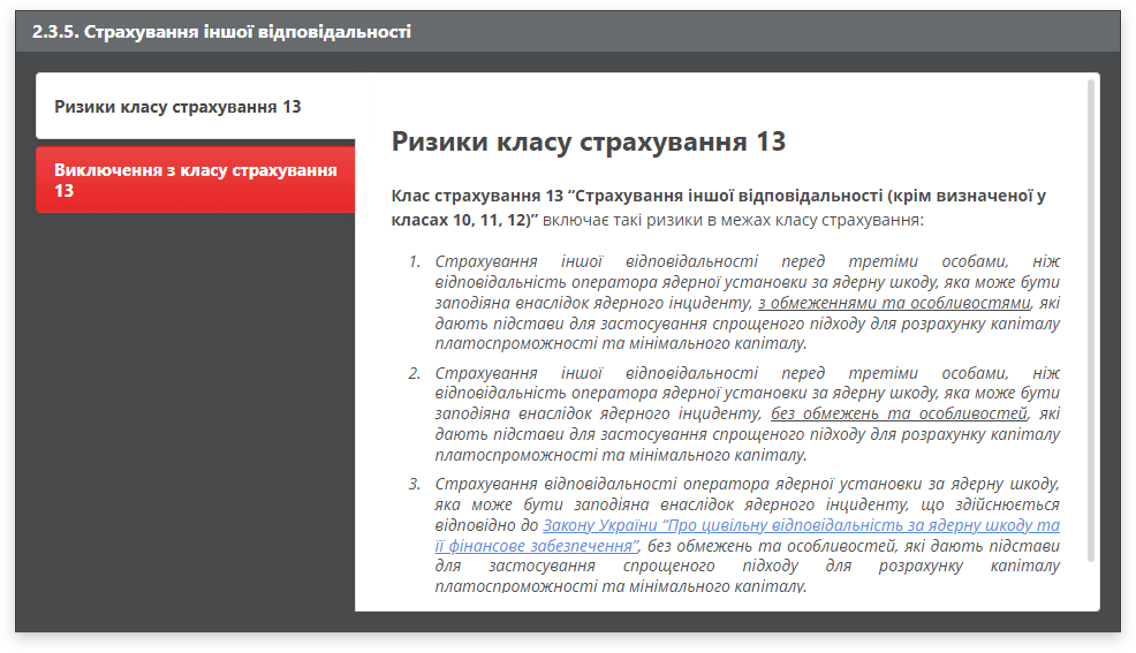 2.3.5. Страхування іншої відповідальності
Ризики класу страхування 13
Виключення з класу страхування
13
Ризики класу страхування 13
Клас страхування 13 “Страхування іншої відповідальності (крім визначеної у
класах 10, 11, 12)” включає такі ризики в межах класу страхування:
1. Страхування іншої відповідальності перед третіми особами, ніж
відповідальність оператора ядерної установки за ядерну шкоду, яка може бути
заподіяна внаслідок ядерного інциденту, з обмеженнями та особливостями, які
дають підстави для застосування спрощеного підходу для розрахунку капіталу
платоспроможності та мінімального капіталу.
2. Страхування іншої відповідальності перед третіми особами, ніж
відповідальність оператора ядерної установки за ядерну шкоду, яка може бути
заподіяна внаслідок ядерного інциденту, без обмежень та особливостей, які
дають підстави для застосування спрощеного підходу для розрахунку капіталу
платоспроможності та мінімального капіталу.
3. Страхування відповідальності оператора ядерної установки за ядерну шкоду,
яка може бути заподіяна внаслідок ядерного інциденту, що здійснюється
відповідно до Закону України “Про цивільну відповідальність за ядерну шкоду та
її фінансове забезпечення”, без обмежень та особливостей, які дають підстави
для застосування спрощеного підходу для розрахунку капіталу
платоспроможності та мінімального капіталу.